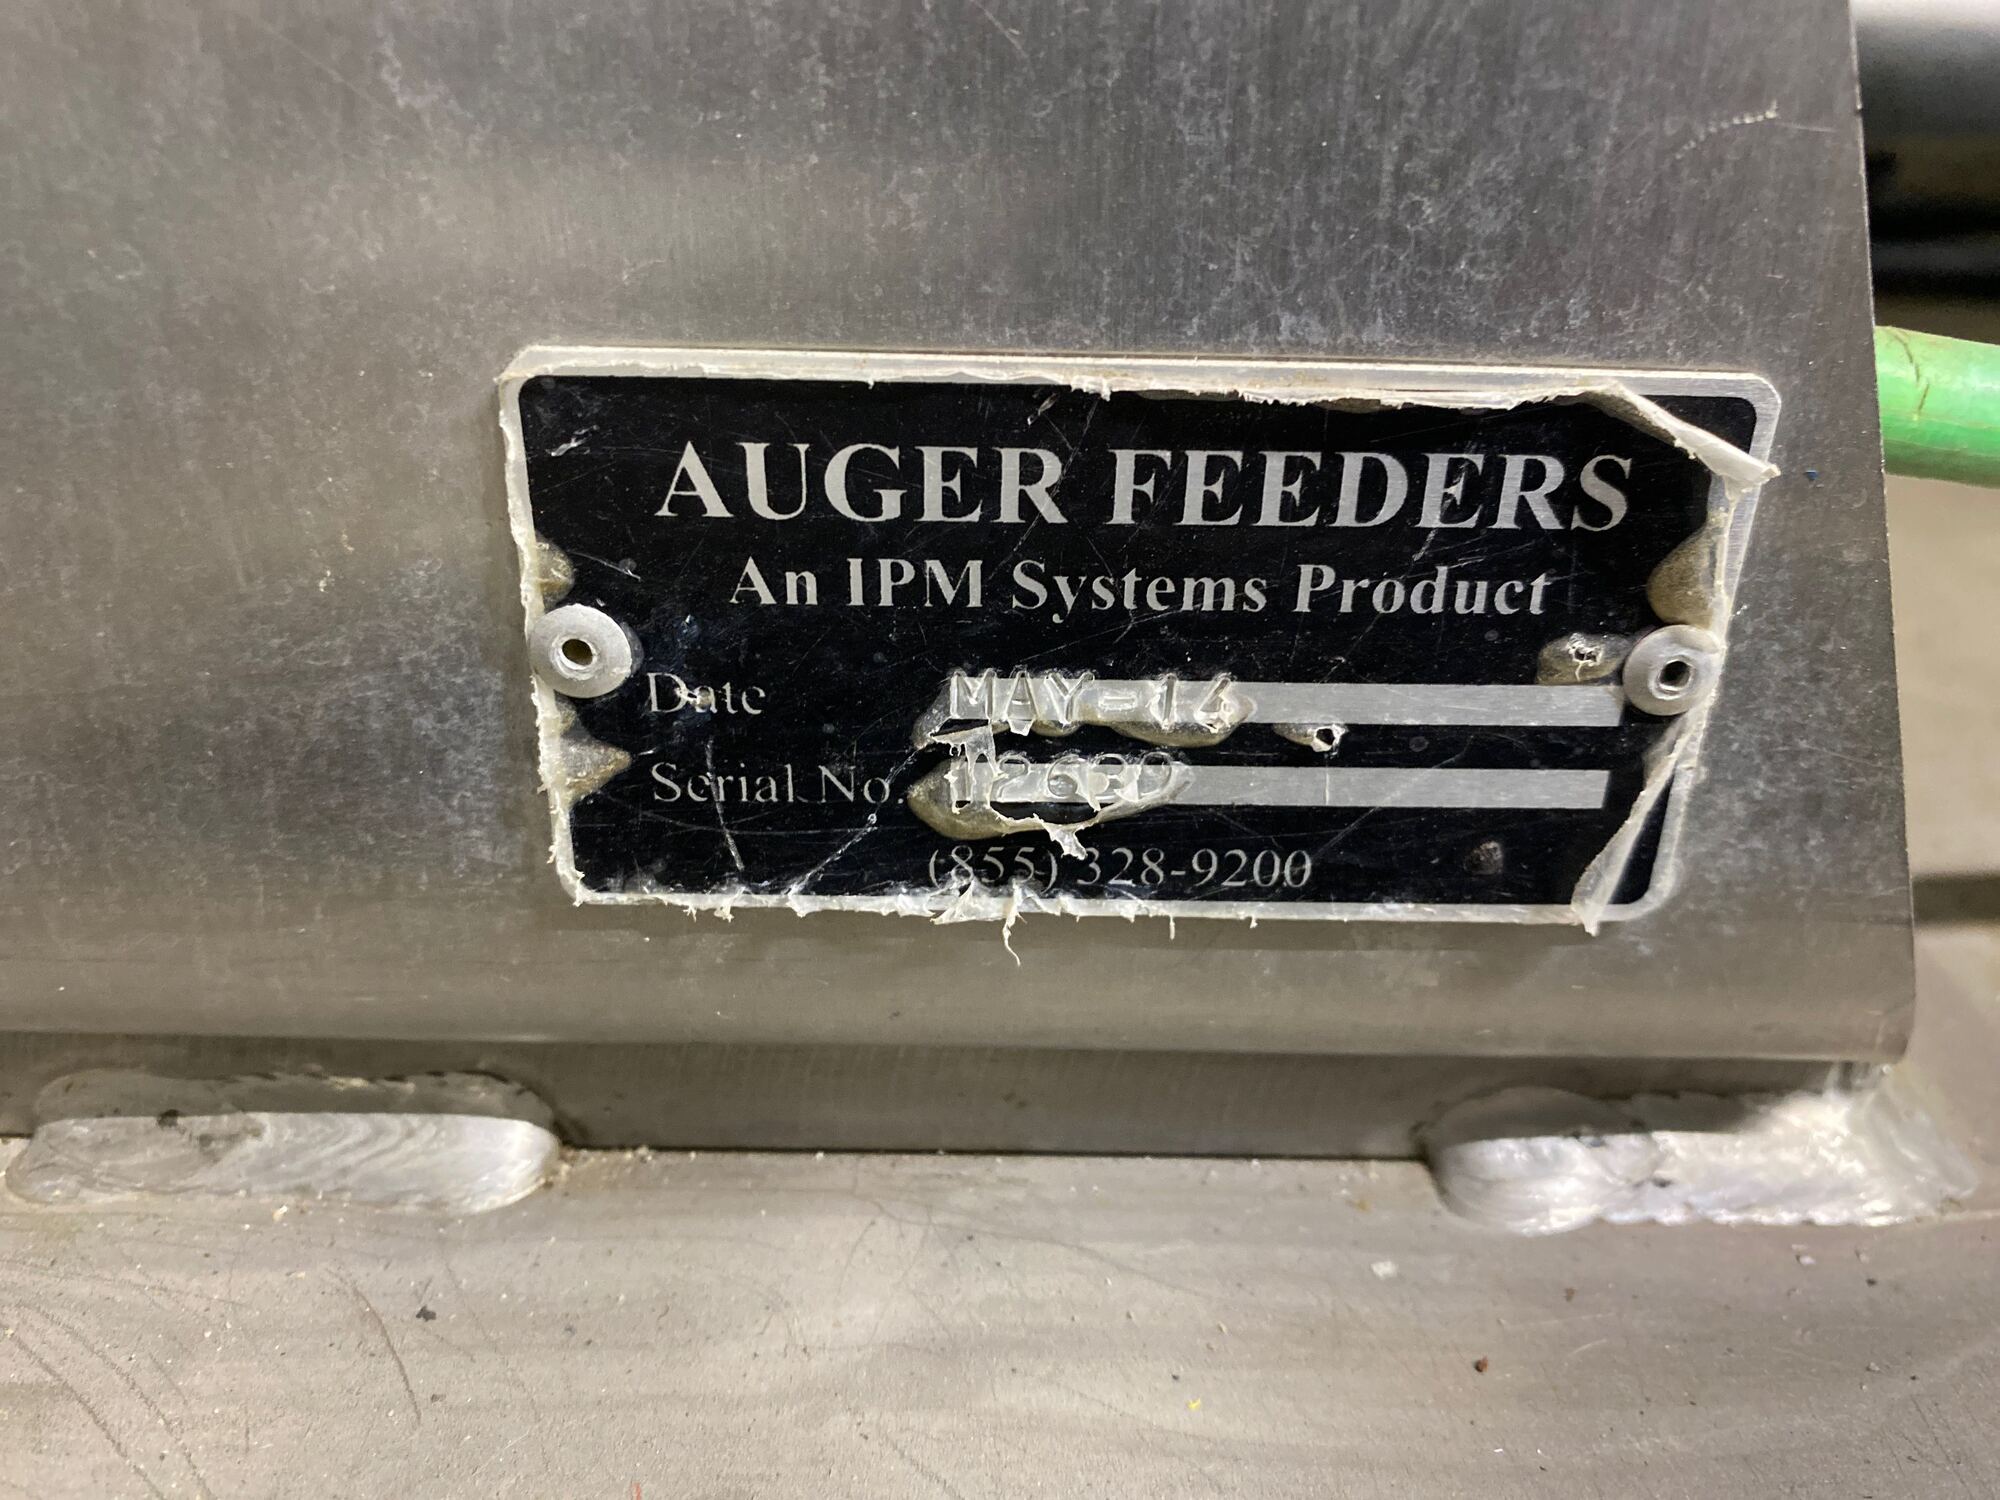 AUGER FEEDERS
An IPM Systems Product
Date MAY-14
Serial No.
(855) 328-9200